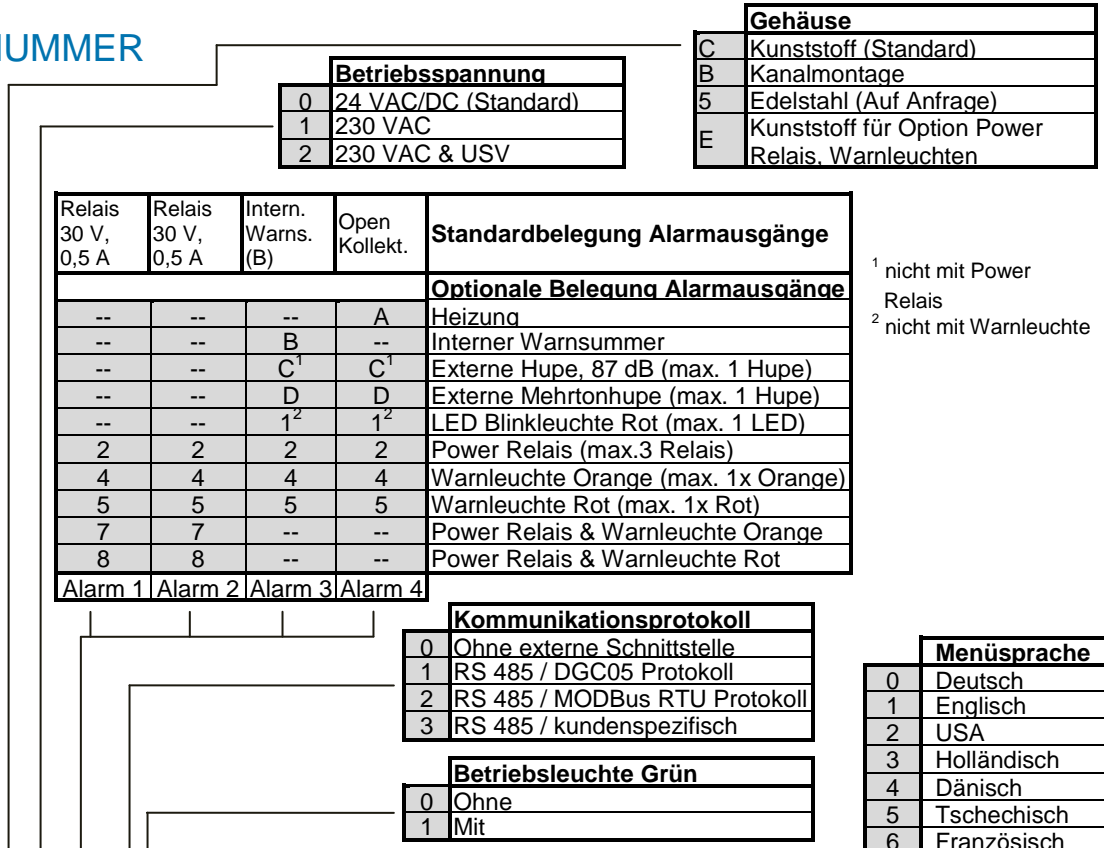 NUMMER
Gehäuse
C Kunststoff (Standard)
B Kanalmontage
5 Edelstahl (Auf Anfrage)
E Kunststoff für Option Power
Relais, Warnleuchten
Betriebsspannung
0 24 VAC/DC (Standard)
1 230 VAC
2 230 VAC & USV
Relais 30 V, 0,5 A Relais 30 V, 0,5 A Intern. Warns. (B) Open Kollekt. Standardbelegung Alarmausgänge
Optionale Belegung Alarmausgänge
-- -- -- A Heizung
-- -- B -- Interner Warnsummer
-- -- C¹ C¹ Externe Hupe, 87 dB (max. 1 Hupe)
-- -- D D Externe Mehrtonhupe (max. 1 Hupe)
-- -- 1² 1² LED Blinkleuchte Rot (max. 1 LED)
2 2 2 2 Power Relais (max.3 Relais)
4 4 4 4 Warnleuchte Orange (max. 1x Orange)
5 5 5 5 Warnleuchte Rot (max. 1x Rot)
7 7 -- -- Power Relais & Warnleuchte Orange
8 8 -- -- Power Relais & Warnleuchte Rot
Alarm 1 Alarm 2 Alarm 3 Alarm 4
¹ nicht mit Power
Relais
² nicht mit Warnleuchte
Kommunikationsprotokoll
0 Ohne externe Schnittstelle
1 RS 485 / DGC05 Protokoll
2 RS 485 / MODBus RTU Protokoll
3 RS 485 / kundenspezifisch
Betriebsleuchte Grün
0 Ohne
1 Mit
Menüsprache
0 Deutsch
1 Englisch
2 USA
3 Holländisch
4 Dänisch
5 Tschechisch
6 Französisch